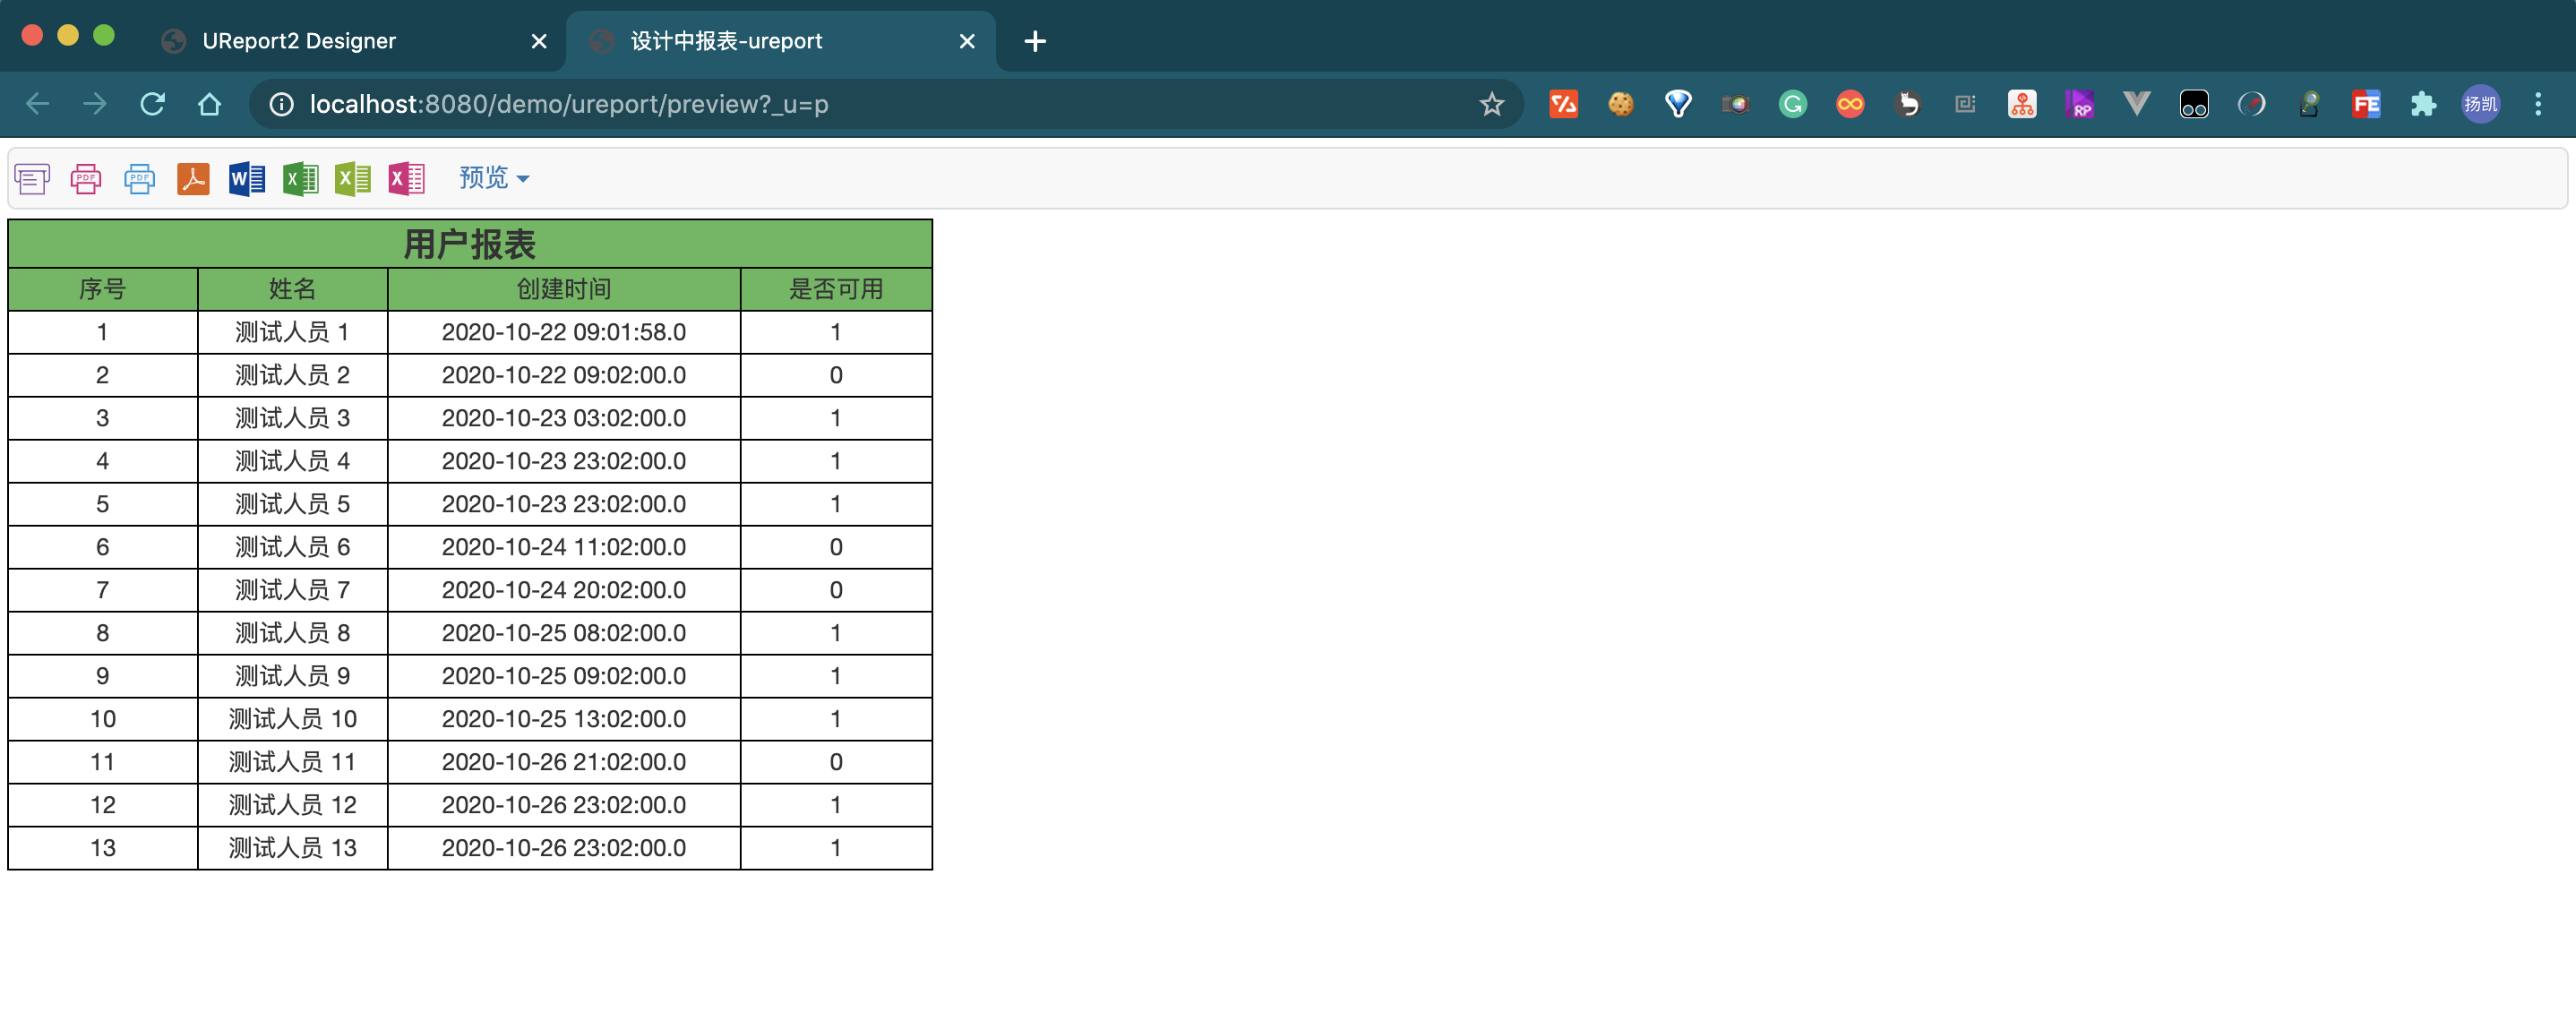 UReport2 Designer
设计中报表-ureport
localhost:8080/demo/ureport/preview?_u=p
扬凯
预览
用户报表
序号 姓名 创建时间 是否可用
1 测试人员 1 2020-10-22 09:01:58.0 1
2 测试人员 2 2020-10-22 09:02:00.0 0
3 测试人员 3 2020-10-23 03:02:00.0 1
4 测试人员 4 2020-10-23 23:02:00.0 1
5 测试人员 5 2020-10-23 23:02:00.0 1
6 测试人员 6 2020-10-24 11:02:00.0 0
7 测试人员 7 2020-10-24 20:02:00.0 0
8 测试人员 8 2020-10-25 08:02:00.0 1
9 测试人员 9 2020-10-25 09:02:00.0 1
10 测试人员 10 2020-10-25 13:02:00.0 1
11 测试人员 11 2020-10-26 21:02:00.0 0
12 测试人员 12 2020-10-26 23:02:00.0 1
13 测试人员 13 2020-10-26 23:02:00.0 1